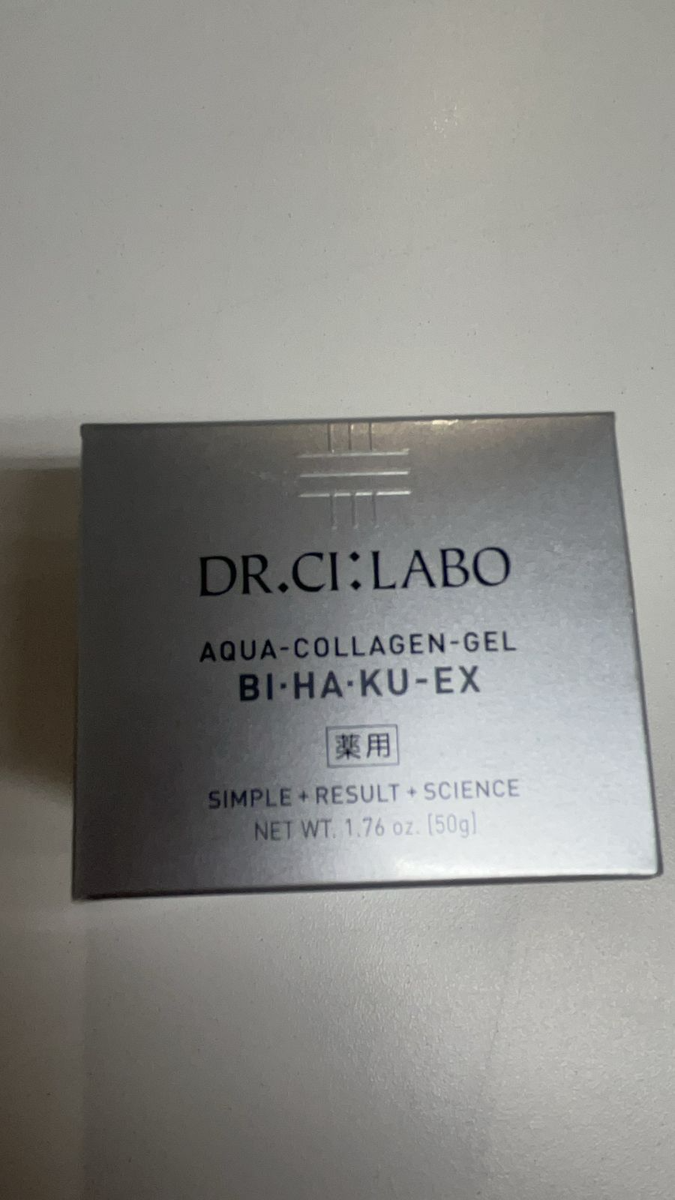 DR.CI:LABO
AQUA-COLLAGEN-GEL
BI·HA·KU-EX
薬用
SIMPLE + RESULT + SCIENCE
NET WT. 1.76 oz. [50g]